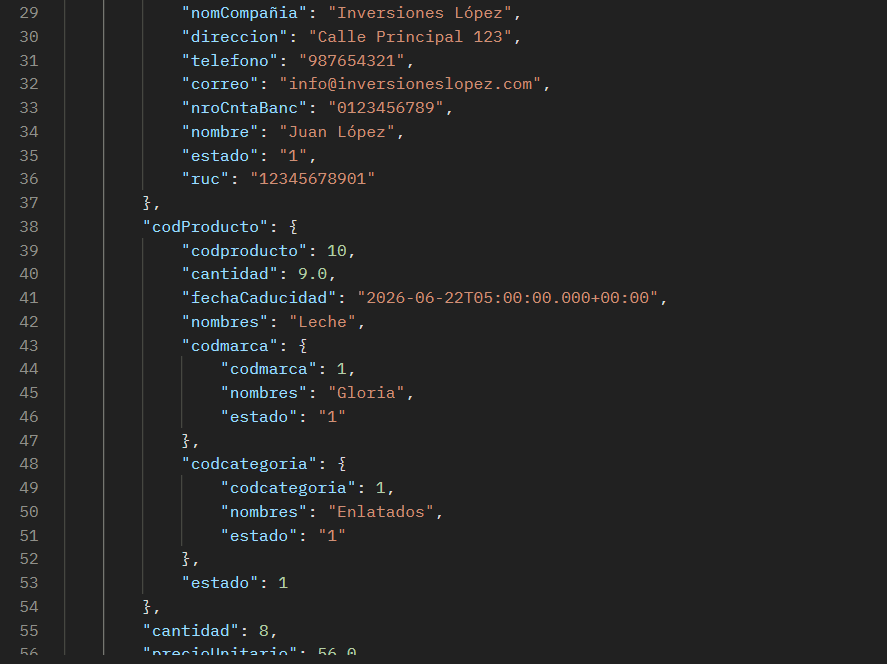 29 "nomCompañia": "Inversiones López",
30 "direccion": "Calle Principal 123",
31 "telefono": "987654321",
32 "correo": "info@inversioneslopez.com",
33 "nroCntaBanc": "0123456789",
34 "nombre": "Juan López",
35 "estado": "1",
36 "ruc": "12345678901"
37 },
38 "codProducto": {
39 "codproducto": 10,
40 "cantidad": 9.0,
41 "fechaCaducidad": "2026-06-22T05:00:00.000+00:00",
42 "nombres": "Leche",
43 "codmarca": {
44 "codmarca": 1,
45 "nombres": "Gloria",
46 "estado": "1"
47 },
48 "codcategoria": {
49 "codcategoria": 1,
50 "nombres": "Enlatados",
51 "estado": "1"
52 },
53 "estado": 1
54 },
55 "cantidad": 8,
56 "precioUnitario": 56.0